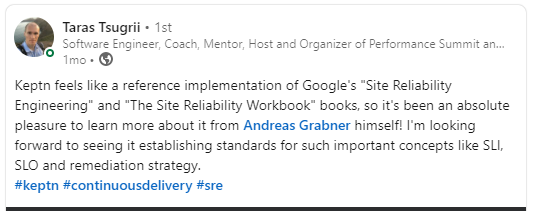 Taras Tsugrii • 1st
Software Engineer, Coach, Mentor, Host and Organizer of Performance Summit an...
1mo •
Keptn feels like a reference implementation of Google's "Site Reliability
Engineering" and "The Site Reliability Workbook" books, so it's been an absolute
pleasure to learn more about it from Andreas Grabner himself! I'm looking
forward to seeing it establishing standards for such important concepts like SLI,
SLO and remediation strategy.
#keptn #continuousdelivery #sre